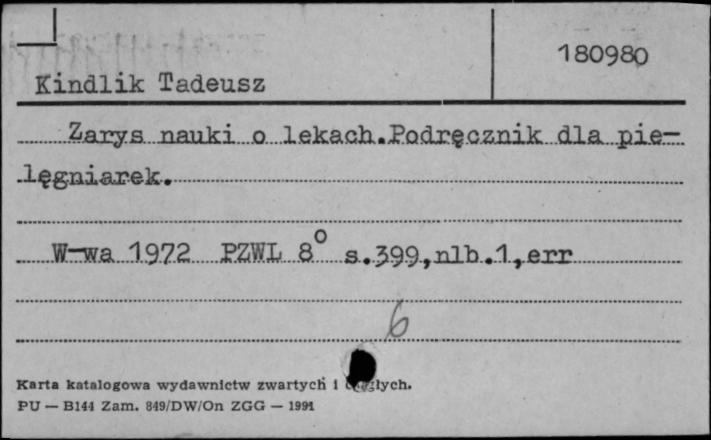 180980
Kindlik Tadeusz
Zarys nauki o lekach.Podręcznik dla pie-
lęgniarek.
W-wa 1972 PZWL 8° s.399,nlb.1,err
6
Karta katalogowa wydawnictw zwartych i
PU — B144 Zam. 849/DW/On ZGG — 1991